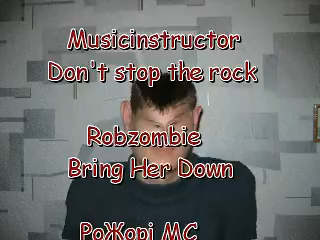 Musicinstructor
Don't stop the rock
Robzombie
Bring Her Down
РоЖорі МС